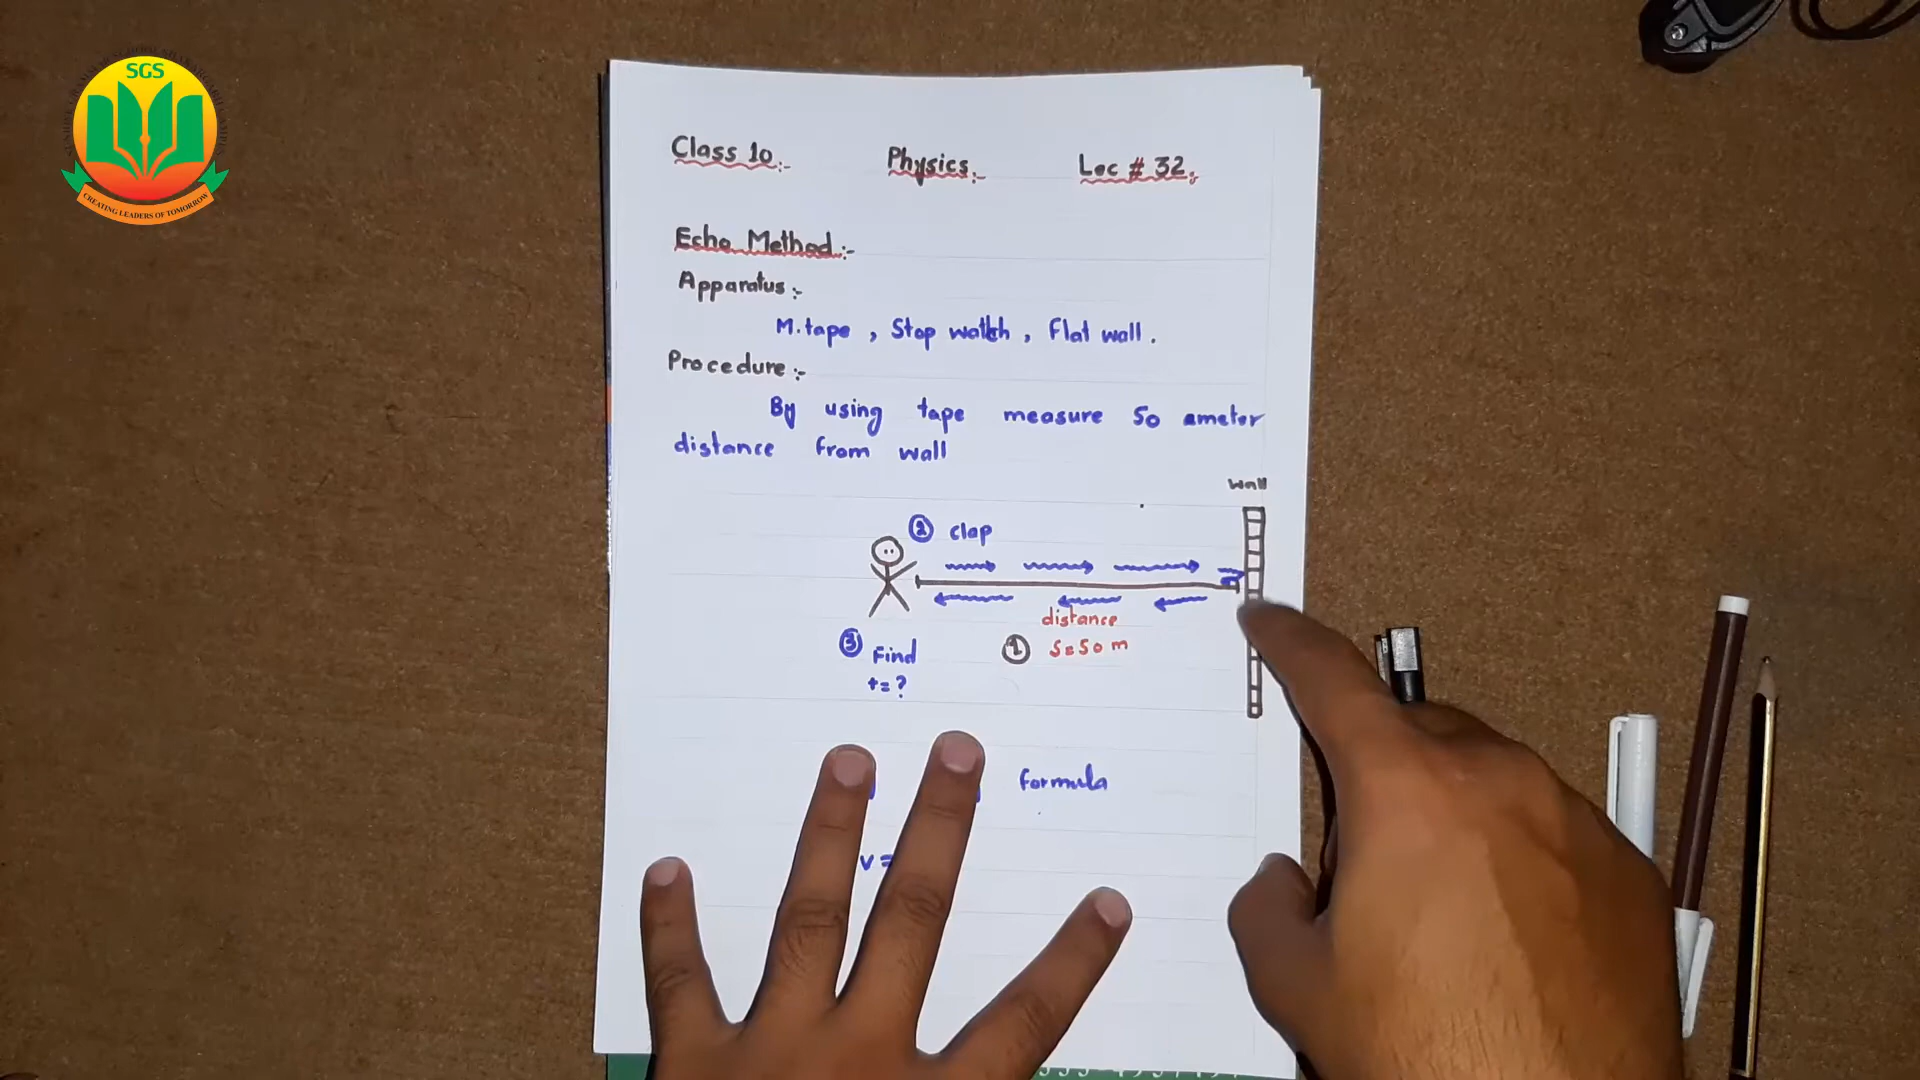 SGS
CREATING LEADERS OF TOMORROW
Class 10:- Physics:- Lec # 32:
Echo Method:-
Apparatus:-
M.tape , Stop watch , Flat wall .
Procedure:-
By using tape measure 50 ameter
distance from wall
wall
② clap
distance
① S=50 m
③ Find
t=?
formula
v=